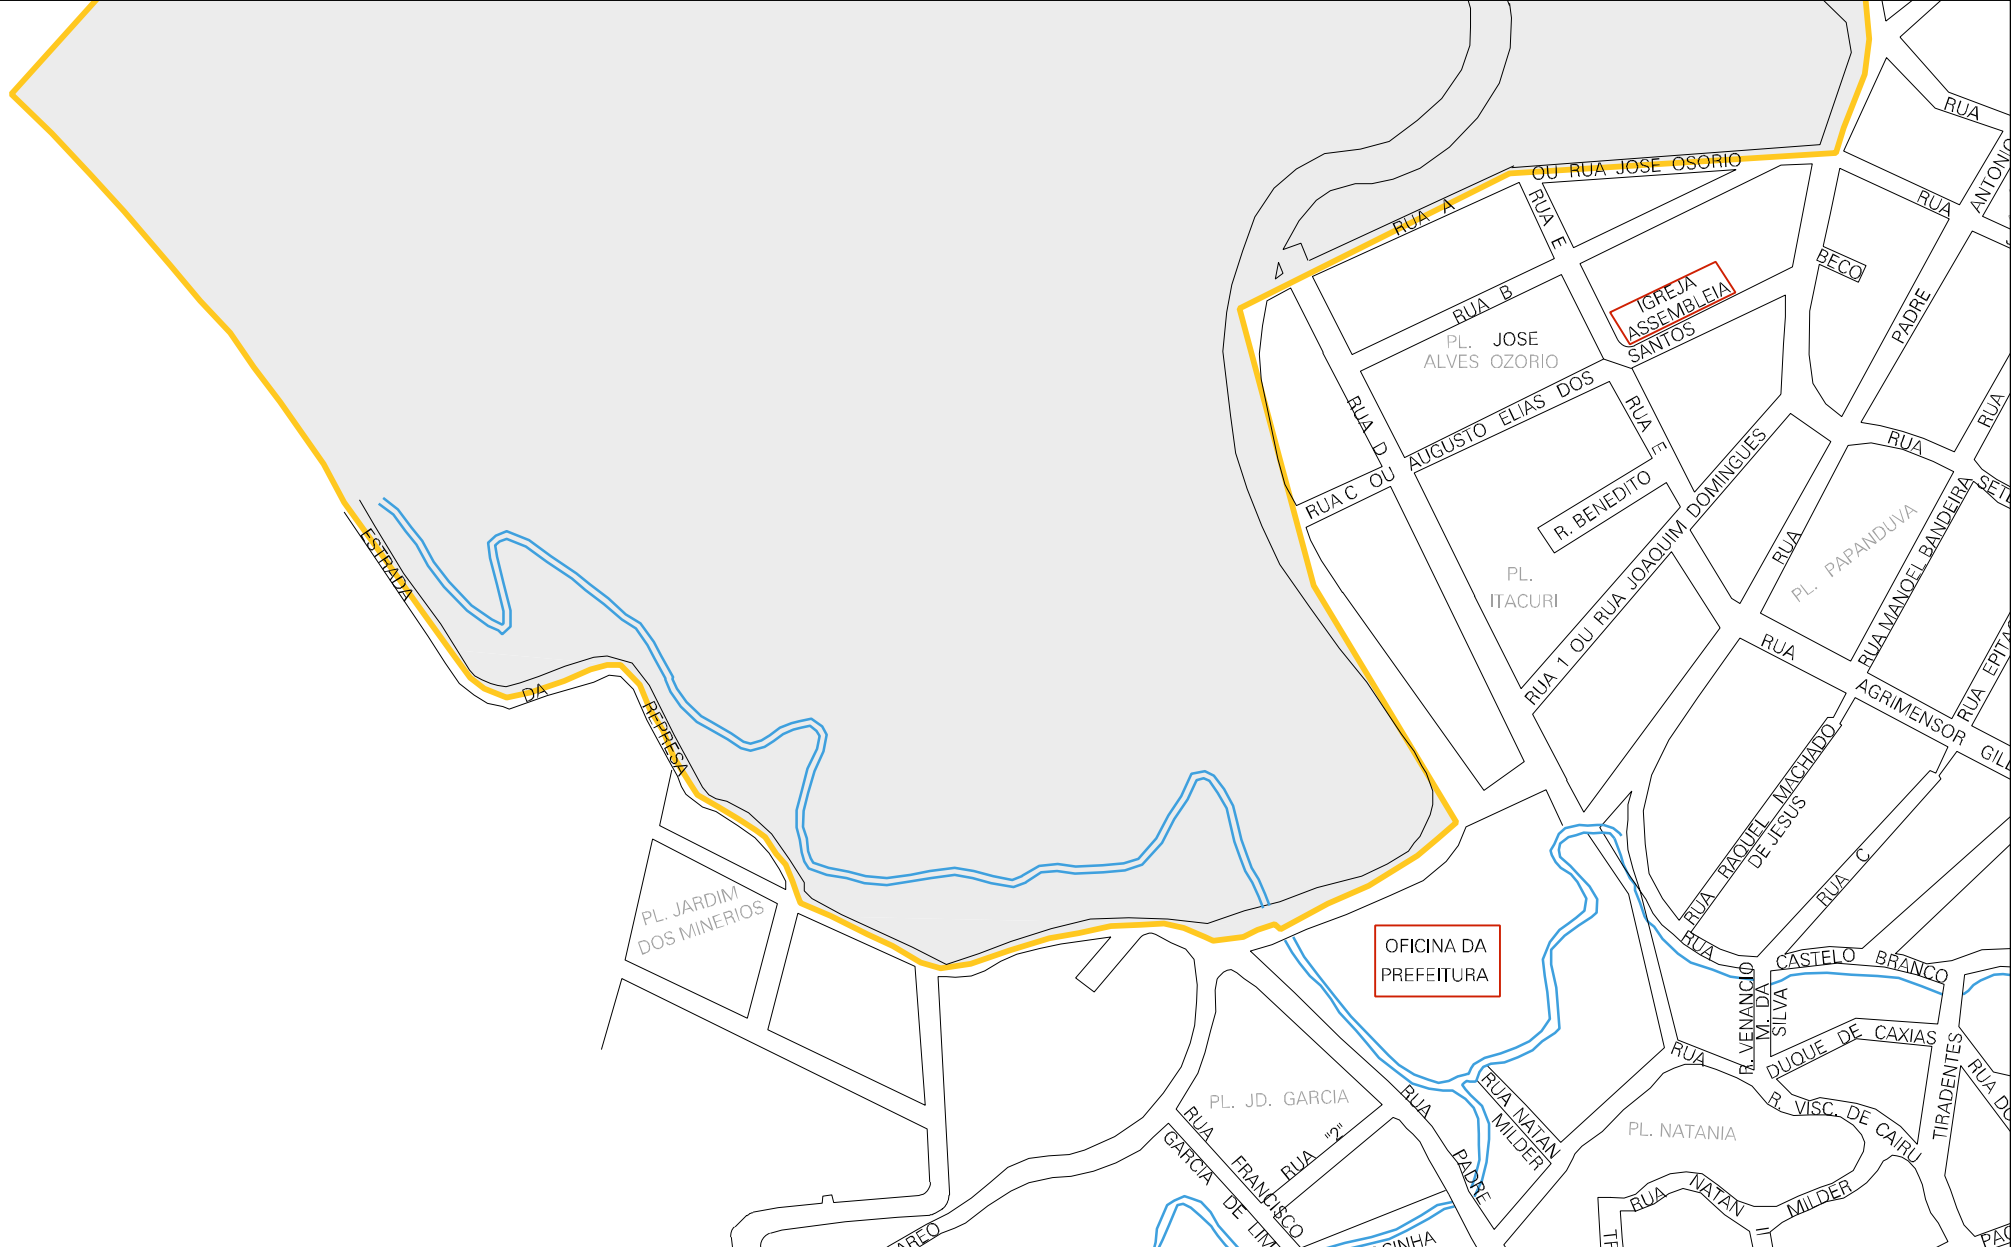 RUA
ANTONIO
OU RUA JOSE OSORIO
RUA A
RUA E
RUA
BECO
IGREJA
ASSEMBLEIA
SANTOS
RUA B
PL. JOSE
ALVES OZORIO
PADRE
RUA D
AUGUSTO ELIAS DOS
RUA E
RUA
RUA
RUA C OU
R. BENEDITO
RUA 1 OU RUA JOAQUIM DOMINGUES
PL.
ITACURI
RUA
PL. PAPANDUVA
RUA MANOEL BANDEIRA
ESTRADA
DA
REPRESA
RUA
AGRIMENSOR
RUA
RUA RAQUEL MACHADO
DE JESUS
RUA C
PL. JARDIM
DOS MINERIOS
OFICINA DA
PREFEITURA
RUA
CASTELO BRANCO
R. VENANCIO
M. DA
SILVA
RUA
DUQUE DE CAXIAS
TIRADENTES
RUA
R. VISC. DE CAIRU
PL. JD. GARCIA
RUA
PADRE
RUA NATAN
MILDER
PL. NATANIA
RUA FRANCISCO
GARCIA DE
RUA "2"
RUA NATAN MILDER